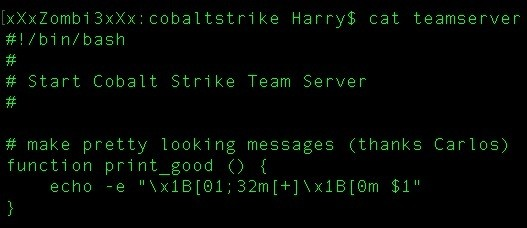 [xXxZombi3xXx:cobaltstrike Harry$ cat teamserver
#!/bin/bash
#
# Start Cobalt Strike Team Server
#
# make pretty looking messages (thanks Carlos)
function print_good () {
    echo -e "\x1B[01;32m[+]\x1B[0m $1"
}